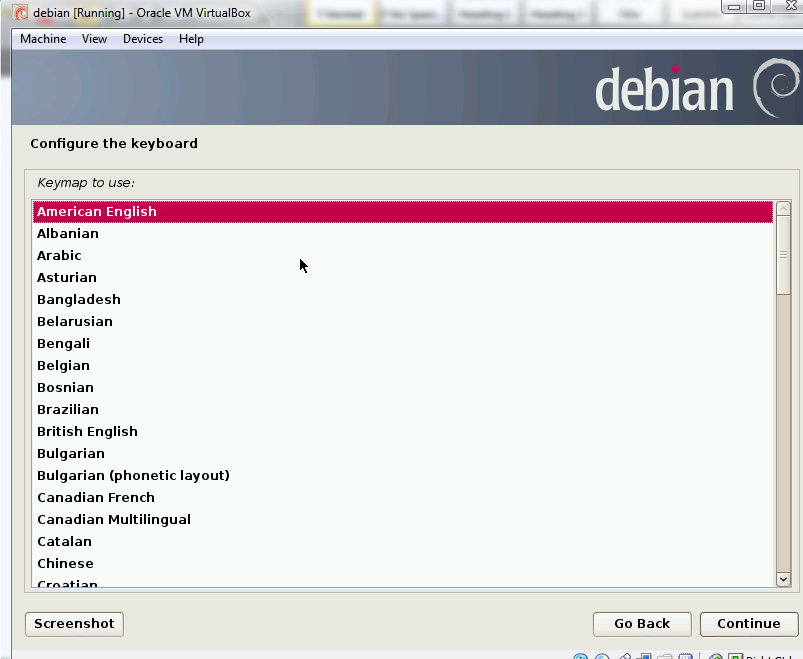 debian [Running] - Oracle VM VirtualBox
Machine View Devices Help
debian
Configure the keyboard
Keymap to use:
American English
Albanian
Arabic
Asturian
Bangladesh
Belarusian
Bengali
Belgian
Bosnian
Brazilian
British English
Bulgarian
Bulgarian (phonetic layout)
Canadian French
Canadian Multilingual
Catalan
Chinese
Croatian
Screenshot Go Back Continue